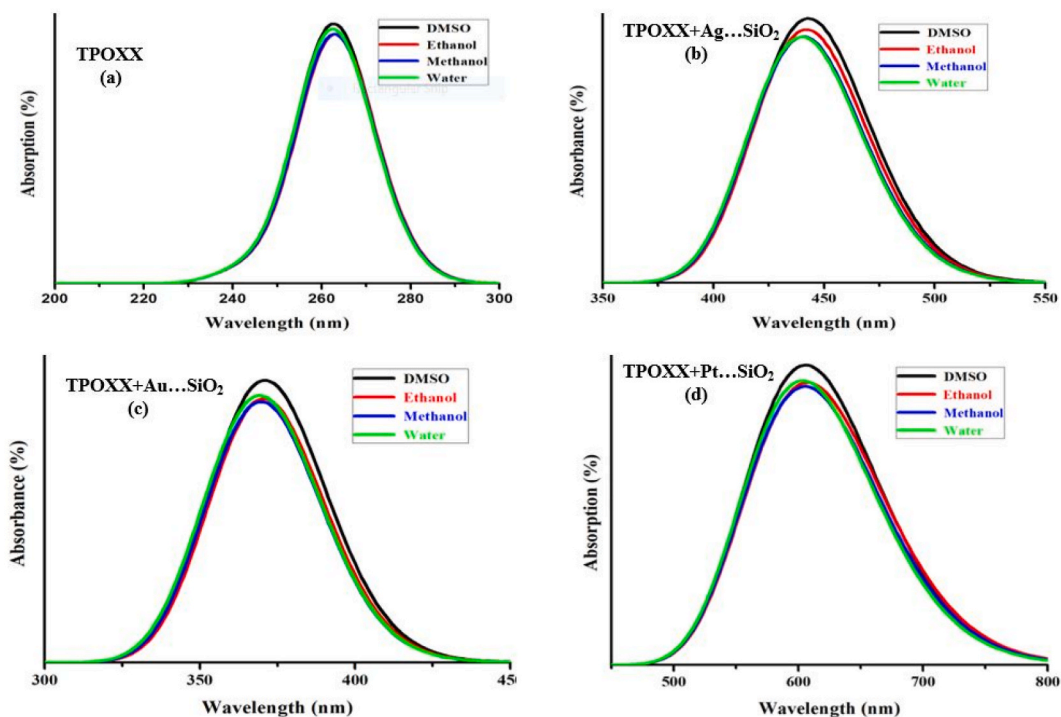 TPOXX
(a)
DMSO
Ethanol
Methanol
Water
Absorption (%)
200 220 240 260 280 300
Wavelength (nm)
TPOXX+Ag...SiO₂
(b)
DMSO
Ethanol
Methanol
Water
Absorbance (%)
350 400 450 500 550
Wavelength (nm)
TPOXX+Au...SiO₂
(c)
DMSO
Ethanol
Methanol
Water
Absorbance (%)
300 350 400 450
Wavelength (nm)
TPOXX+Pt...SiO₂
(d)
DMSO
Ethanol
Methanol
Water
Absorption (%)
500 600 700 800
Wavelength (nm)